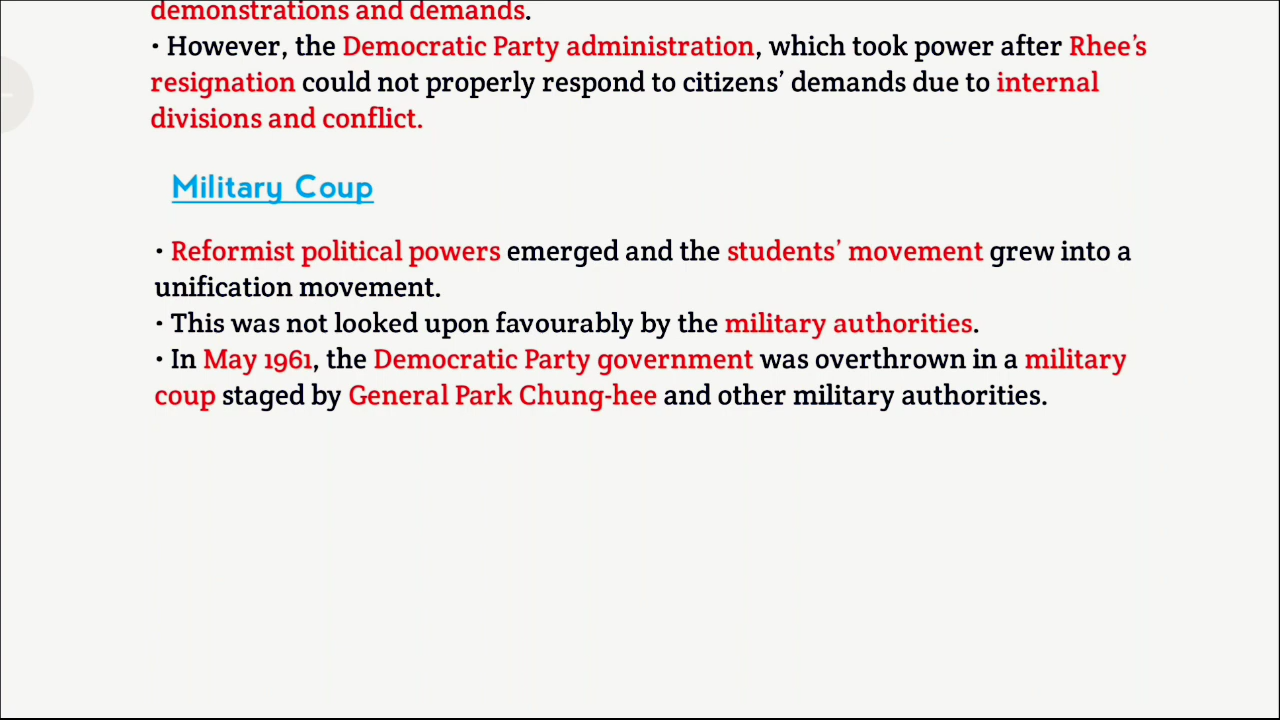 demonstrations and demands.
· However, the Democratic Party administration, which took power after Rhee’s
resignation could not properly respond to citizens’ demands due to internal
divisions and conflict.
Military Coup
· Reformist political powers emerged and the students’ movement grew into a
unification movement.
· This was not looked upon favourably by the military authorities.
· In May 1961, the Democratic Party government was overthrown in a military
coup staged by General Park Chung-hee and other military authorities.